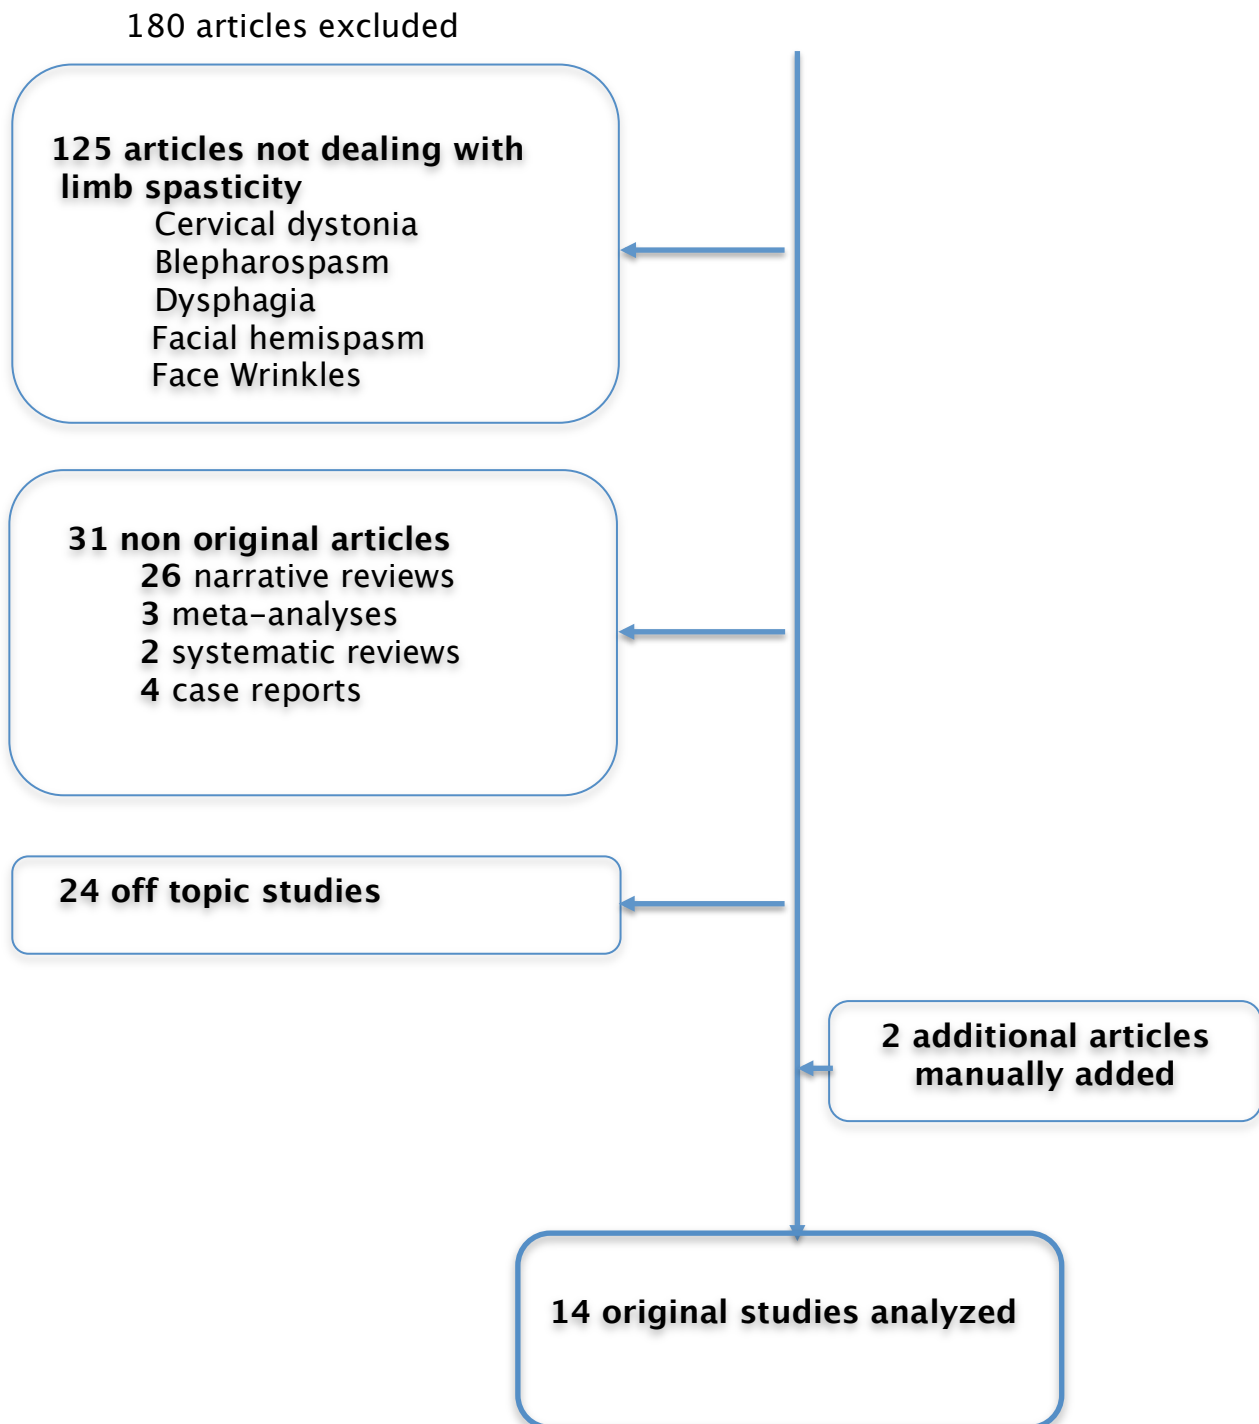 180 articles excluded
125 articles not dealing with
limb spasticity
Cervical dystonia
Blepharospasm
Dysphagia
Facial hemispasm
Face Wrinkles
31 non original articles
26 narrative reviews
3 meta-analyses
2 systematic reviews
4 case reports
24 off topic studies
2 additional articles
manually added
14 original studies analyzed